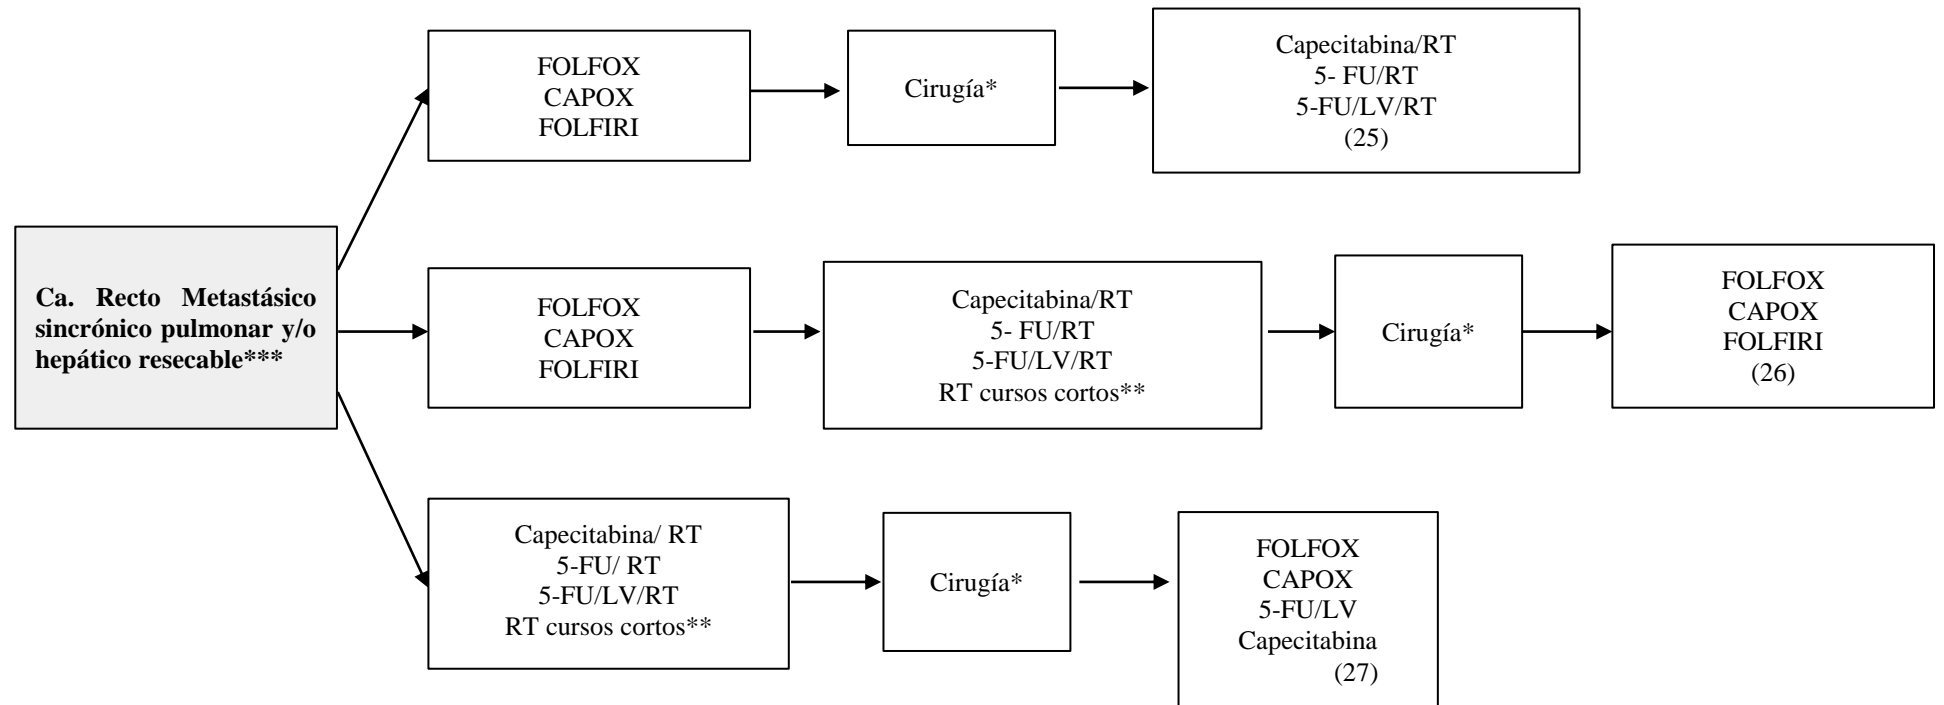 FOLFOX
CAPOX
FOLFIRI
Cirugía*
Capecitabina/RT
5- FU/RT
5-FU/LV/RT
(25)
Ca. Recto Metastásico
sincrónico pulmonar y/o
hepático resecable***
FOLFOX
CAPOX
FOLFIRI
Capecitabina/RT
5- FU/RT
5-FU/LV/RT
RT cursos cortos**
Cirugía*
FOLFOX
CAPOX
FOLFIRI
(26)
Capecitabina/ RT
5-FU/ RT
5-FU/LV/RT
RT cursos cortos**
Cirugía*
FOLFOX
CAPOX
5-FU/LV
Capecitabina
(27)